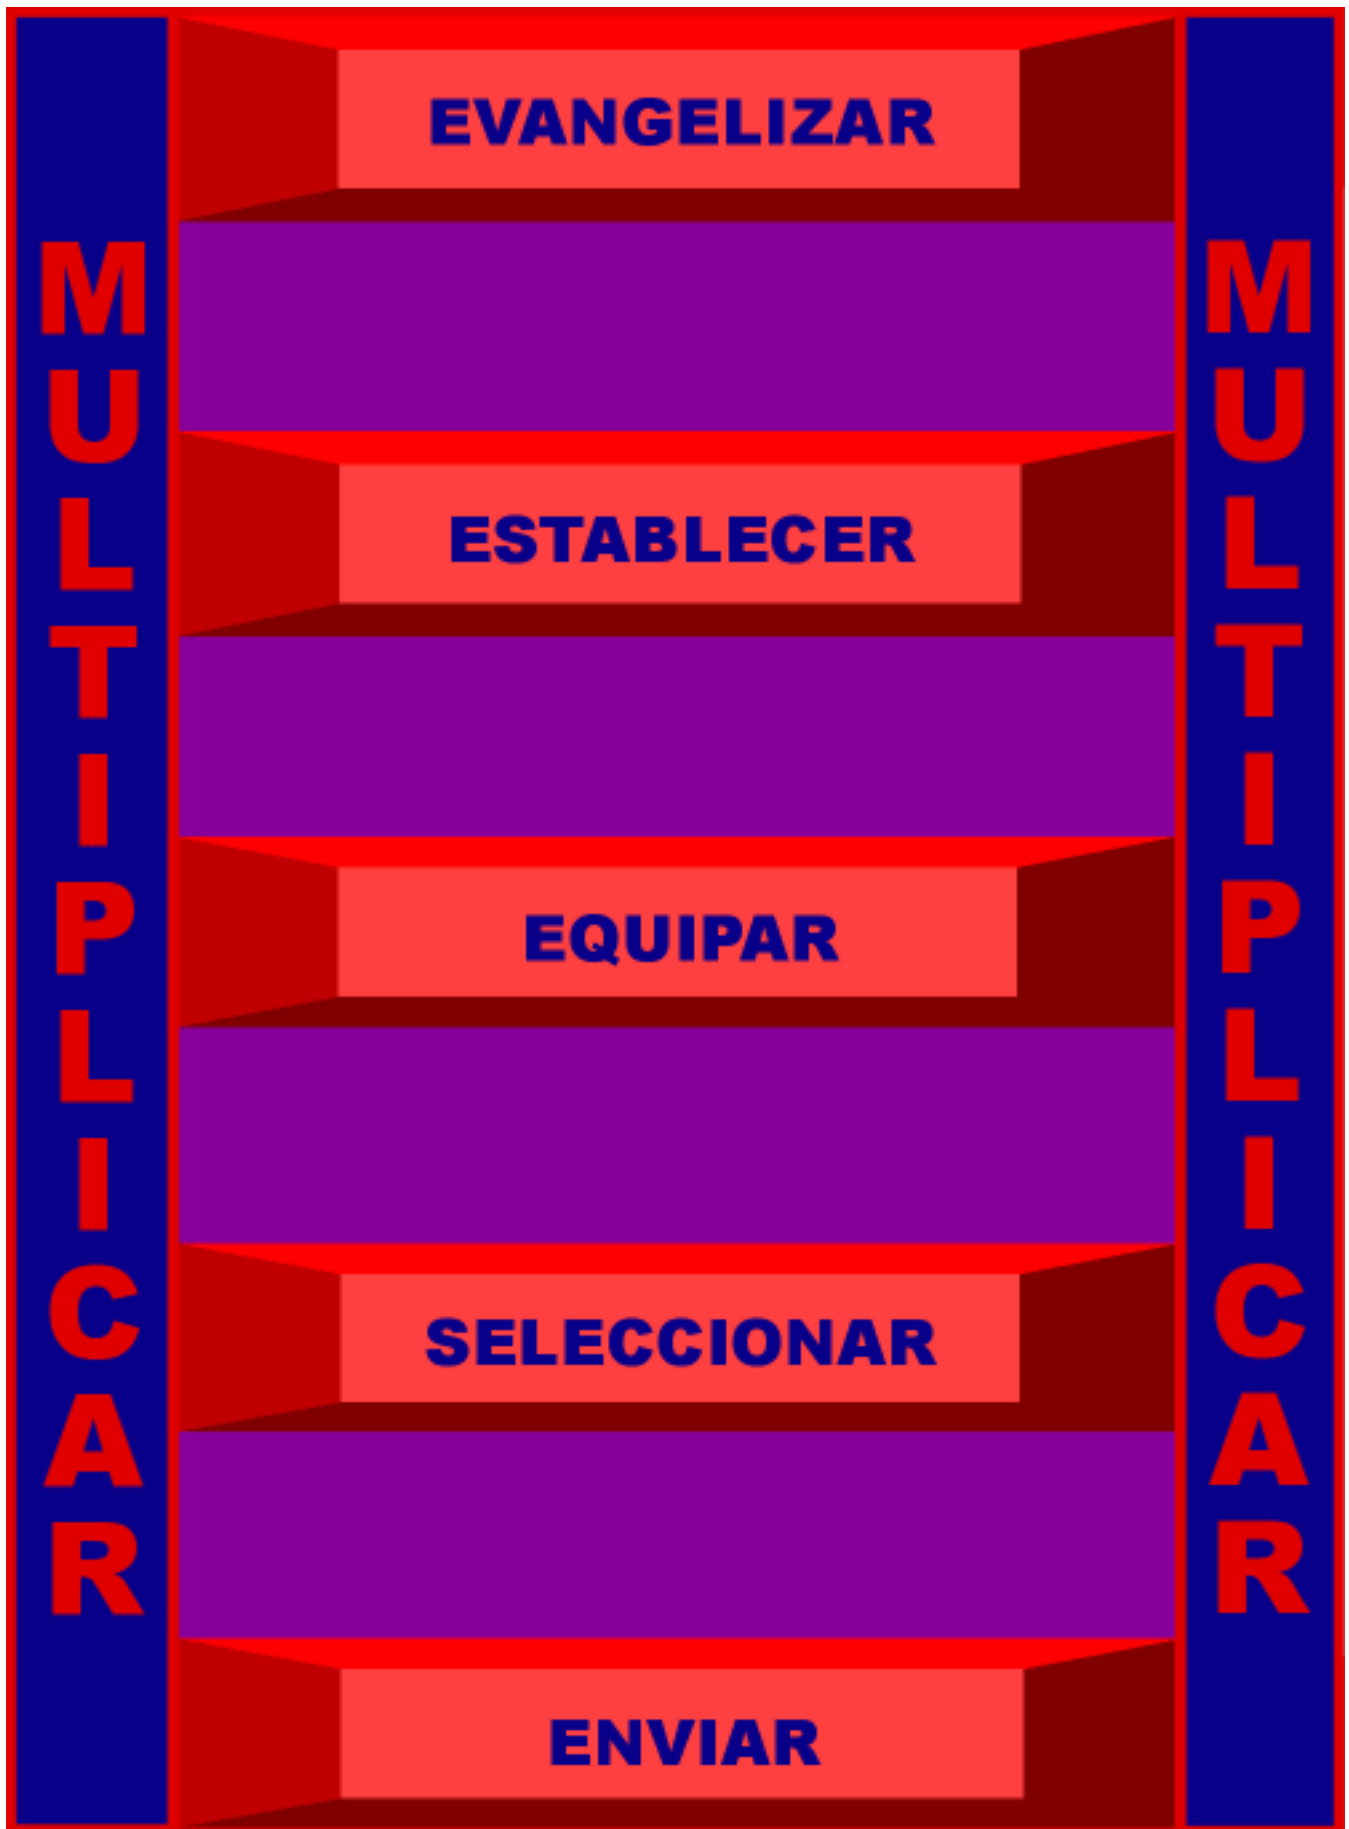 MULTIPLICAR
EVANGELIZAR
ESTABLECER
EQUIPAR
SELECCIONAR
ENVIAR
MULTIPLICAR